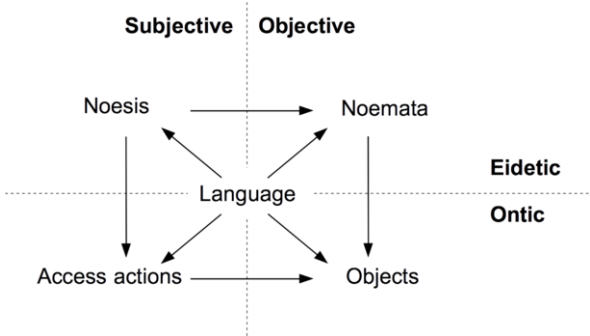 Subjective Objective
Noesis Noemata
Eidetic
Language
Ontic
Access actions Objects